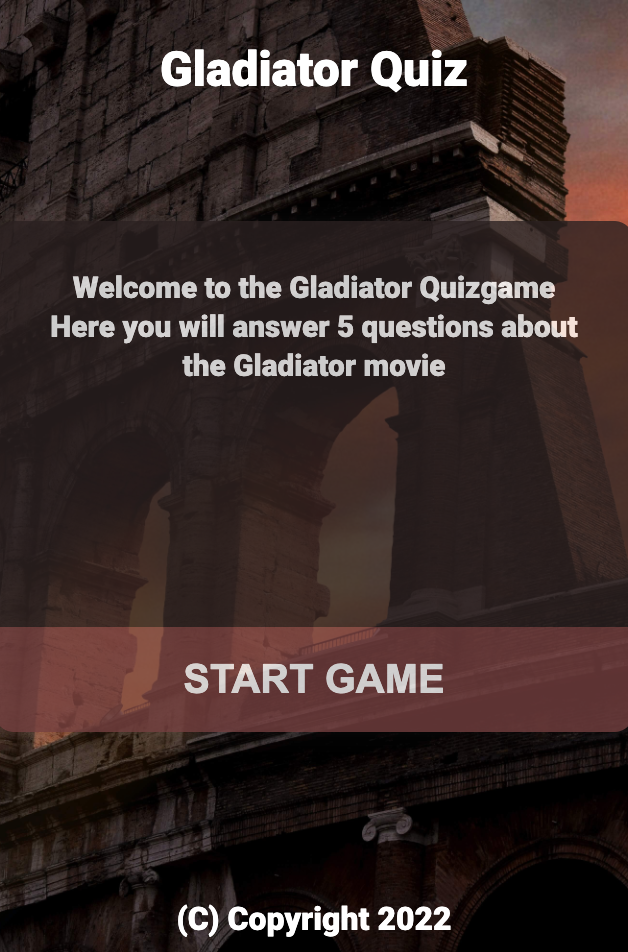 Gladiator Quiz
Welcome to the Gladiator Quizgame
Here you will answer 5 questions about
the Gladiator movie
START GAME
(C) Copyright 2022